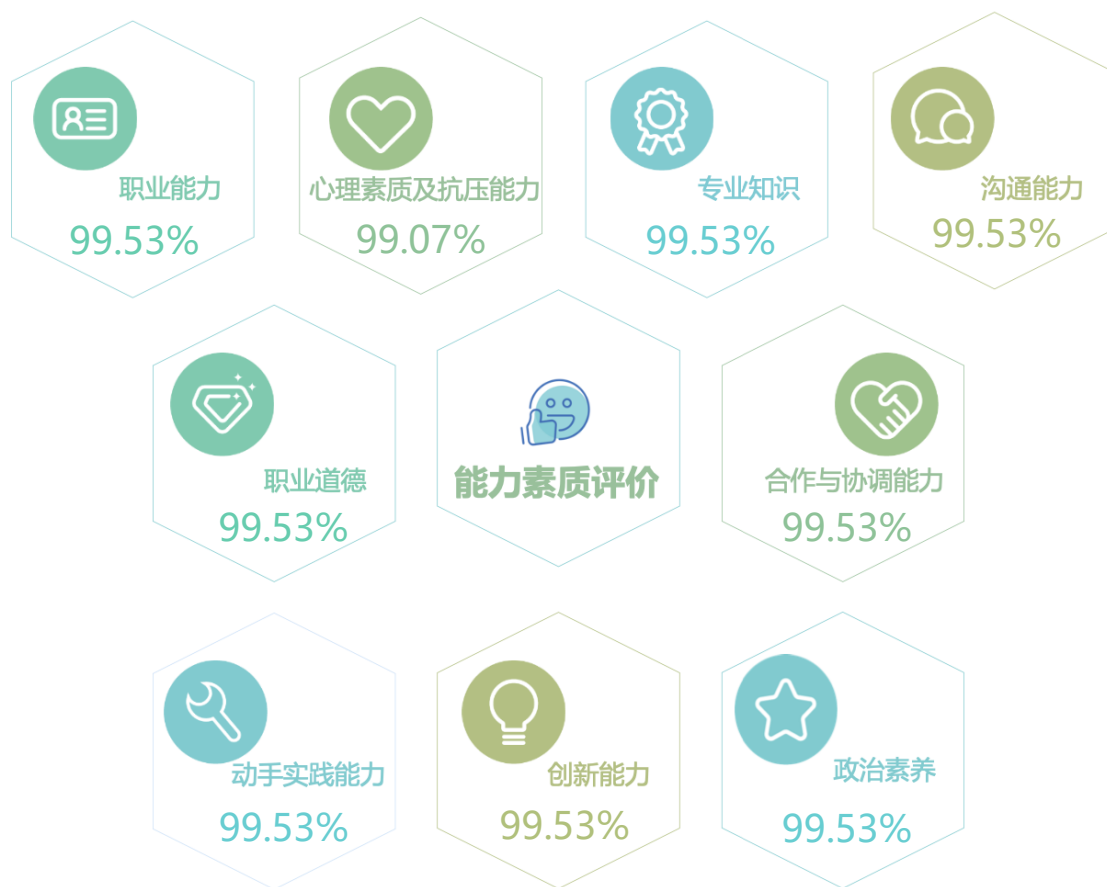 职业能力
99.53%
心理素质及抗压能力
99.07%
专业知识
99.53%
沟通能力
99.53%
职业道德
99.53%
能力素质评价
合作与协调能力
99.53%
动手实践能力
99.53%
创新能力
99.53%
政治素养
99.53%